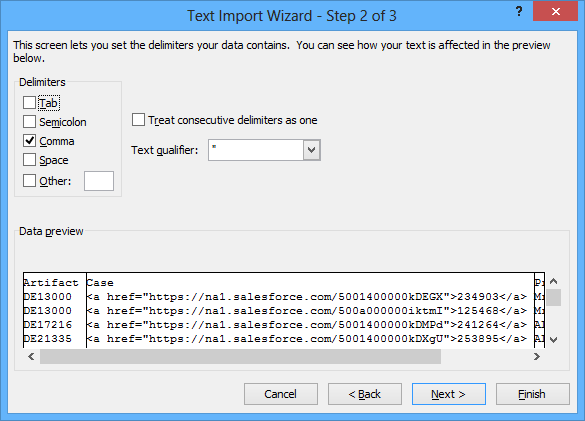 Text Import Wizard - Step 2 of 3
?
This screen lets you set the delimiters your data contains. You can see how your text is affected in the preview
below.
Delimiters
Tab
Semicolon
Comma
Space
Other:
Treat consecutive delimiters as one
Text qualifier: "
Data preview
Artifact Case Pr
DE13000 <a href="https://na1.salesforce.com/5001400000kDEGX">234903</a>
DE13000 <a href="https://na1.salesforce.com/500a000000iktmI">125468</a>
DE17216 <a href="https://na1.salesforce.com/5001400000kDMPd">241264</a>
DE21335 <a href="https://na1.salesforce.com/5001400000kDXgU">253895</a>
Cancel
< Back
Next >
Finish